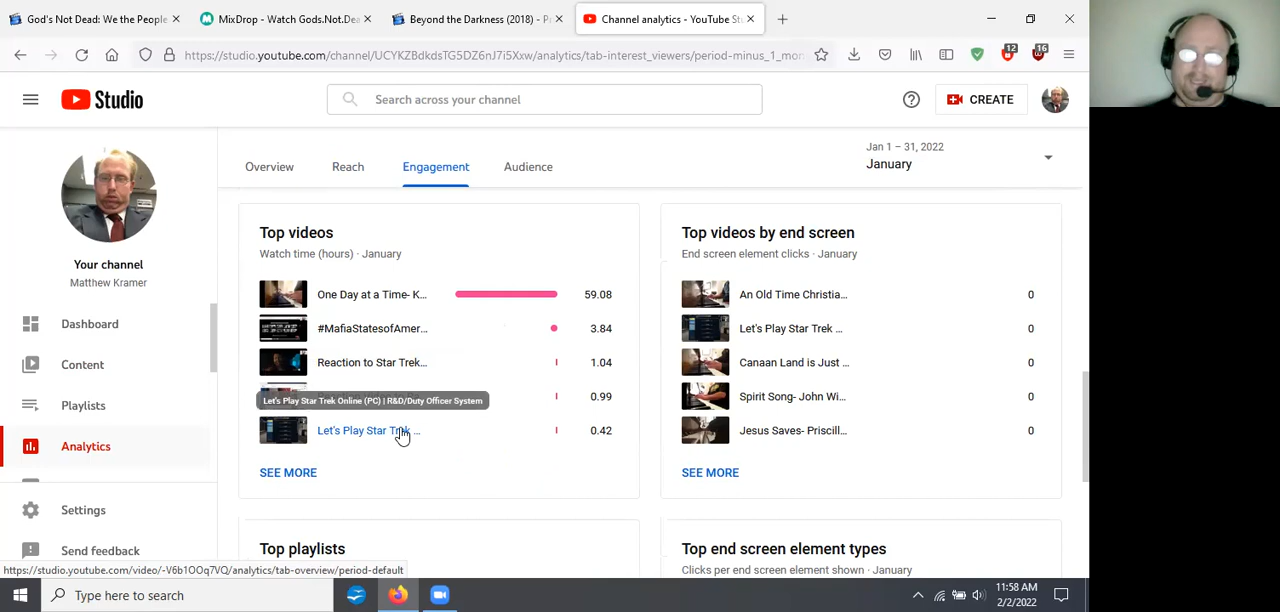 God's Not Dead: We the People
MixDrop - Watch Gods.Not.Dea
Beyond the Darkness (2018) - Pr
Channel analytics - YouTube Stu
https://studio.youtube.com/channel/UCYKZBdkdsTG5DZ6nJ7i5Xxw/analytics/tab-interest_viewers/period-minus_1_mon
12
16
Studio
Search across your channel
CREATE
Your channel
Matthew Kramer
Dashboard
Content
Playlists
Analytics
Settings
Send feedback
Overview
Reach
Engagement
Audience
Jan 1 – 31, 2022
January
Top videos
Watch time (hours) · January
One Day at a Time- K...
59.08
#MafiaStatesofAmer...
3.84
Reaction to Star Trek...
1.04
Let's Play Star Trek Online (PC) | R&D/Duty Officer System
0.99
Let's Play Star Trek ...
0.42
SEE MORE
Top videos by end screen
End screen element clicks · January
An Old Time Christia...
0
Let's Play Star Trek ...
0
Canaan Land is Just ...
0
Spirit Song- John Wi...
0
Jesus Saves- Priscill...
0
SEE MORE
Top playlists
Top end screen element types
Clicks per end screen element shown · January
https://studio.youtube.com/video/-V6b1OOq7VQ/analytics/tab-overview/period-default
Type here to search
11:58 AM
2/2/2022